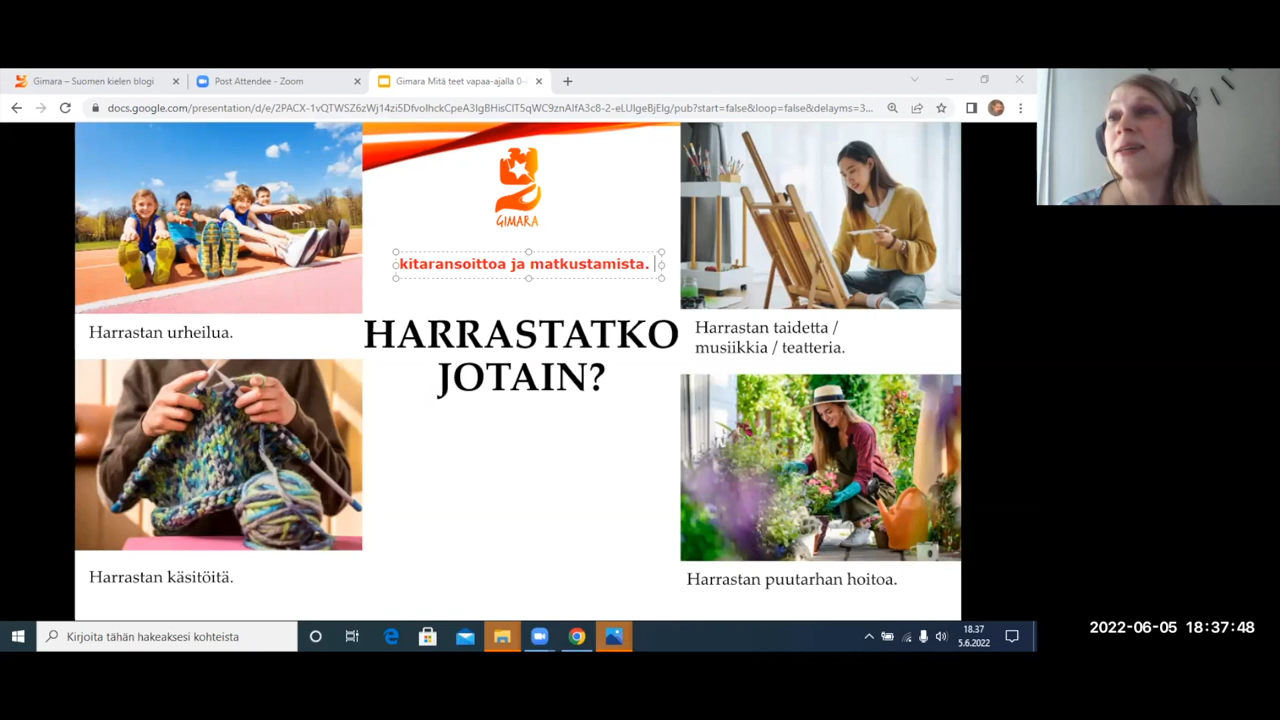 Gimara – Suomen kielen blogi
Post Attendee - Zoom
Gimara Mitä teet vapaa-ajalla 0-
docs.google.com/presentation/d/e/2PACX-1vQTWSZ6zWj14zi5DfvolhckCpeA3IgBHisClT5qWC9znAIfA3c8-2-eLUIgeBjEIg/pub?start=false&loop=false&delayms=3...
GIMARA
kitaransoittoa ja matkustamista.
HARRASTATKO
JOTAIN?
Harrastan urheilua.
Harrastan taidetta /
musiikkia / teatteria.
Harrastan käsitöitä.
Harrastan puutarhan hoitoa.
Kirjoita tähän hakeaksesi kohteista
18.37
5.6.2022
2022-06-05 18:37:48